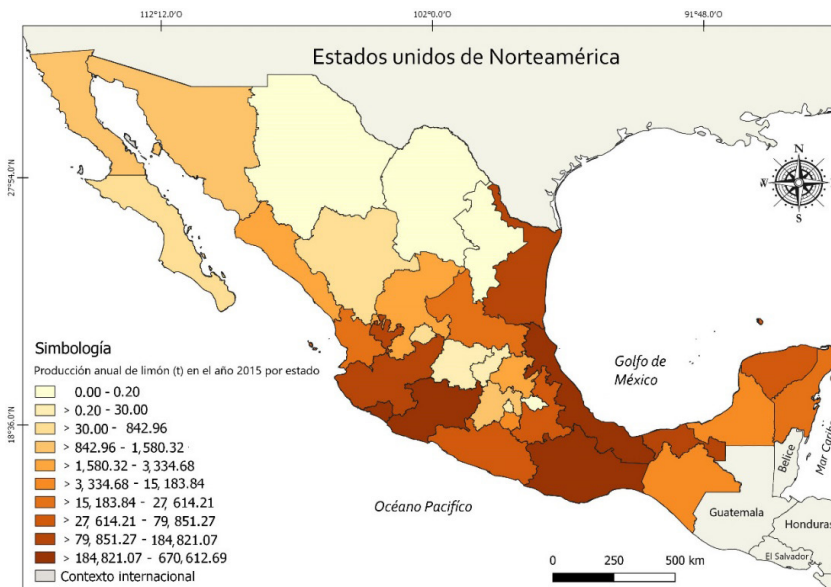 112°12.0'O
102°0.0'O
91°48.0'O
Estados unidos de Norteamérica
27°54.0'N
N
W
E
S
Simbología
Producción anual de limón (t) en el año 2015 por estado
0.00 - 0.20
> 0.20 - 30.00
> 30.00 - 842.96
> 842.96 - 1,580.32
> 1,580.32 - 3,334.68
> 3,334.68 - 15,183.84
> 15,183.84 - 27,614.21
> 27,614.21 - 79,851.27
> 79,851.27 - 184,821.07
> 184,821.07 - 670,612.69
Contexto internacional
18°36.0'N
Golfo de
México
Mar Carib
Belice
Océano Pacifíco
Guatemala
Honduras
El Salvador
0 250 500 km